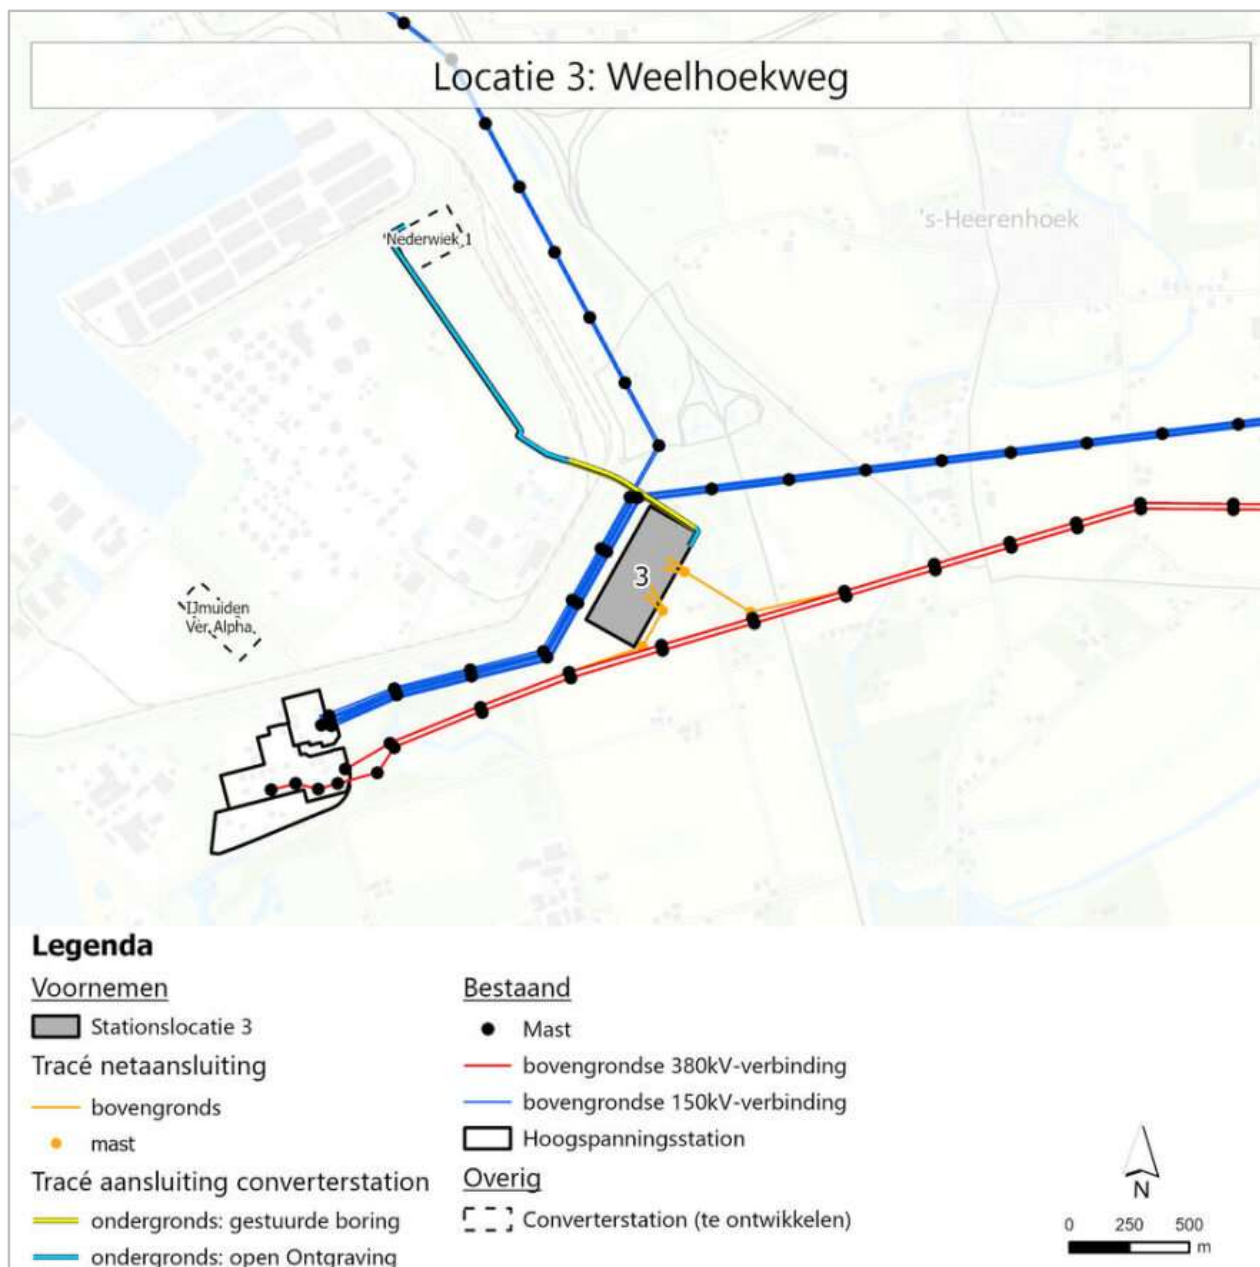 Locatie 3: Weelhoekweg
's-Heerenhoek
Nederwiek 1
3
IJmuiden
Ver Alpha
Legenda
Voornemen
Stationslocatie 3
Tracé netaansluiting
bovengronds
mast
Tracé aansluiting converterstation
ondergronds: gestuurde boring
ondergronds: open Ontgraving
Bestaand
Mast
bovengrondse 380kV-verbinding
bovengrondse 150kV-verbinding
Hoogspanningsstation
Overig
Converterstation (te ontwikkelen)
N
0 250 500
m